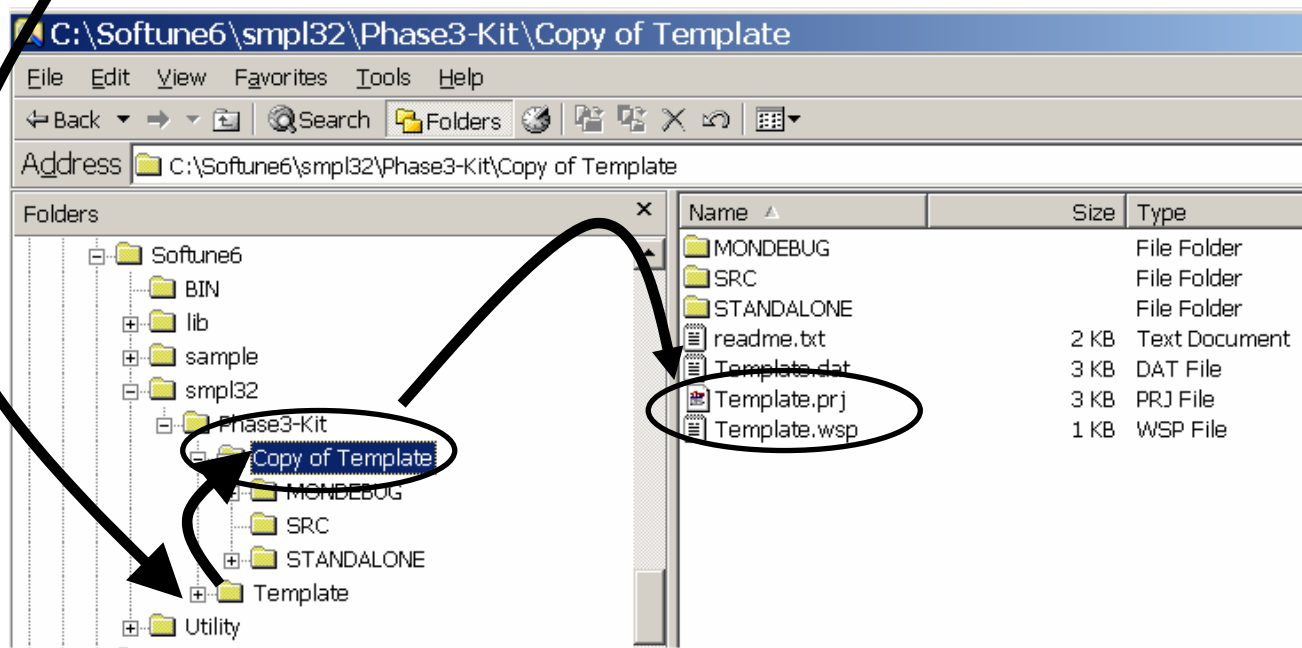 C:\Softune6\smpl32\Phase3-Kit\Copy of Template
File Edit View Favorites Tools Help
Back Search Folders
Address C:\Softune6\smpl32\Phase3-Kit\Copy of Template
Folders x
Softune6
BIN
lib
sample
smpl32
Phase3-Kit
Copy of Template
MONDEBUG
SRC
STANDALONE
Template
Utility
Name Size Type
MONDEBUG File Folder
SRC File Folder
STANDALONE File Folder
readme.txt 2 KB Text Document
Template.dat 3 KB DAT File
Template.prj 3 KB PRJ File
Template.wsp 1 KB WSP File